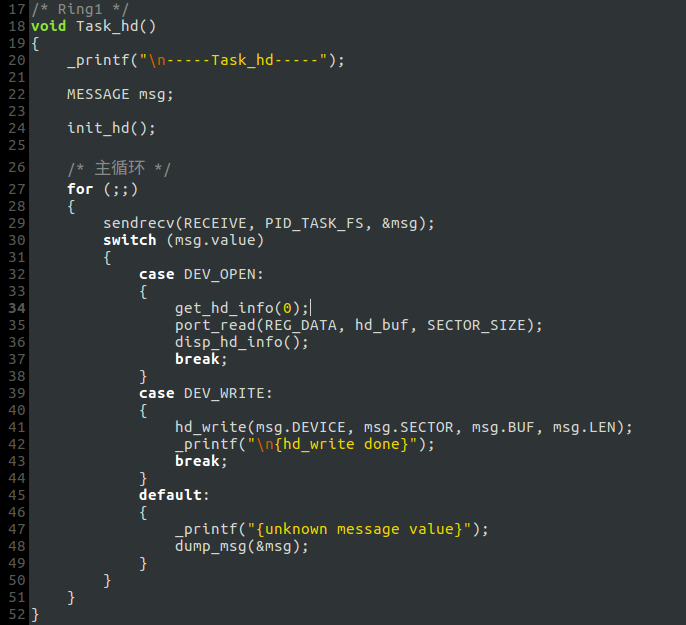 17 /* Ring1 */
18 void Task_hd()
19 {
20     _printf("\n-----Task_hd-----");
21
22     MESSAGE msg;
23
24     init_hd();
25
26     /* 主循环 */
27     for (;;)
28     {
29         sendrecv(RECEIVE, PID_TASK_FS, &msg);
30         switch (msg.value)
31         {
32             case DEV_OPEN:
33             {
34                 get_hd_info(0);
35                 port_read(REG_DATA, hd_buf, SECTOR_SIZE);
36                 disp_hd_info();
37                 break;
38             }
39             case DEV_WRITE:
40             {
41                 hd_write(msg.DEVICE, msg.SECTOR, msg.BUF, msg.LEN);
42                 _printf("\n{hd_write done}");
43                 break;
44             }
45             default:
46             {
47                 _printf("{unknown message value}");
48                 dump_msg(&msg);
49             }
50         }
51     }
52 }